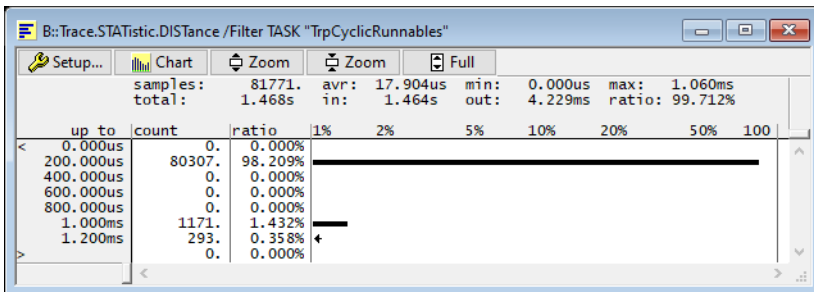 B::Trace.STATistic.DISTance /Filter TASK "TrpCyclicRunnables"
Setup... Chart Zoom Zoom Full
samples: 81771. avr: 17.904us min: 0.000us max: 1.060ms
total: 1.468s in: 1.464s out: 4.229ms ratio: 99.712%
up to count ratio 1% 2% 5% 10% 20% 50% 100
< 0.000us 0. 0.000%
200.000us 80307. 98.209%
400.000us 0. 0.000%
600.000us 0. 0.000%
800.000us 0. 0.000%
1.000ms 1171. 1.432%
1.200ms 293. 0.358%
> 0. 0.000%